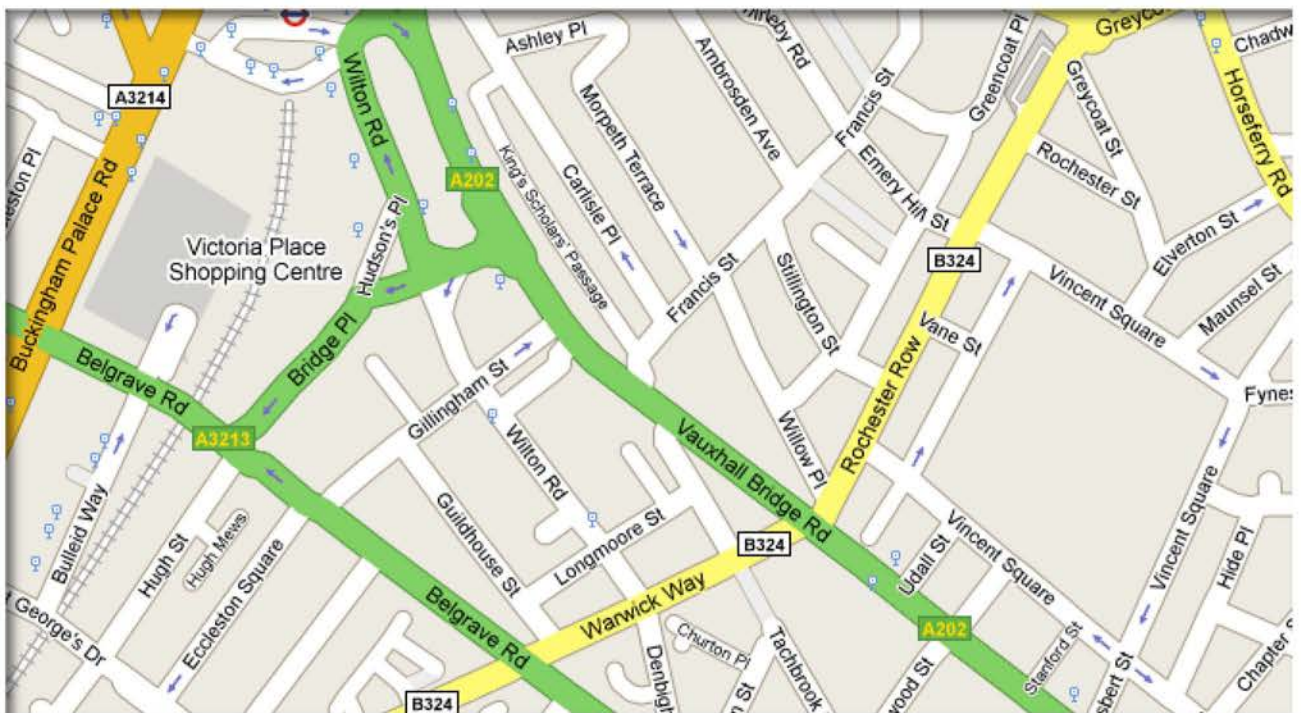 Greyco
Ashley Pl
Chadw
A3214
Wilton Rd
Ambrosden Ave
Greencoat Pl
Greycoat St
Horseferry Rd
Morpeth Terrace
Francis St
Rochester St
Emery Hill St
A202
King's Scholars' Passage
Carlisle Pl
Buckingham Palace Rd
Hudson's Pl
Victoria Place
Shopping Centre
Elverton St
B324
Francis St
Stillington St
Vincent Square
Maunsel St
Bridge Pl
Vane St
Belgrave Rd
Gillingham St
Rochester Row
Fynes
A3213
Willow Pl
Vauxhall Bridge Rd
Wilton Rd
Bulleid Way
Guildhouse St
Longmoore St
B324
Vincent Square
Vincent Square
Hugh St
Hugh Mews
Udall St
Hide Pl
Eccleston Square
Belgrave Rd
Warwick Way
A202
George's Dr
Churton Pl
Tachbrook
Denbigh
Stanford St
Chapter S
B324